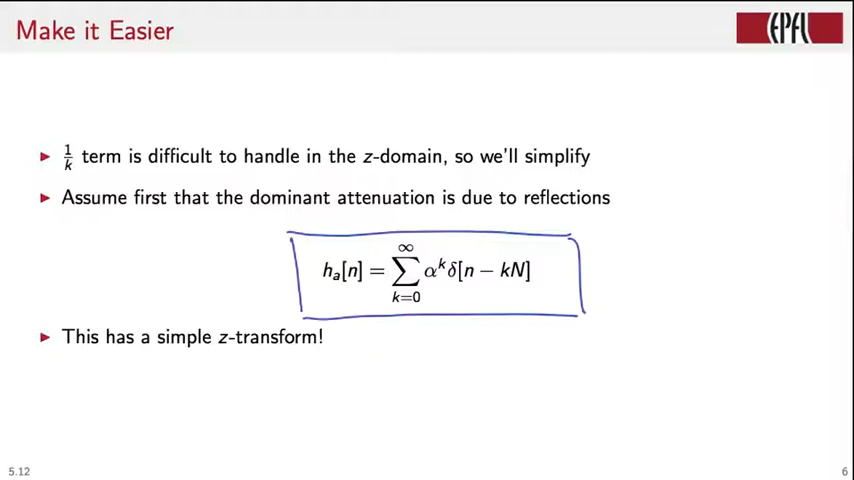 Make it Easier
EPFL
► 1/k term is difficult to handle in the z-domain, so we'll simplify
► Assume first that the dominant attenuation is due to reflections
hₐ[n] = ∑_{k=0}^{∞} α^k δ[n − kN]
► This has a simple z-transform!
5.12
6